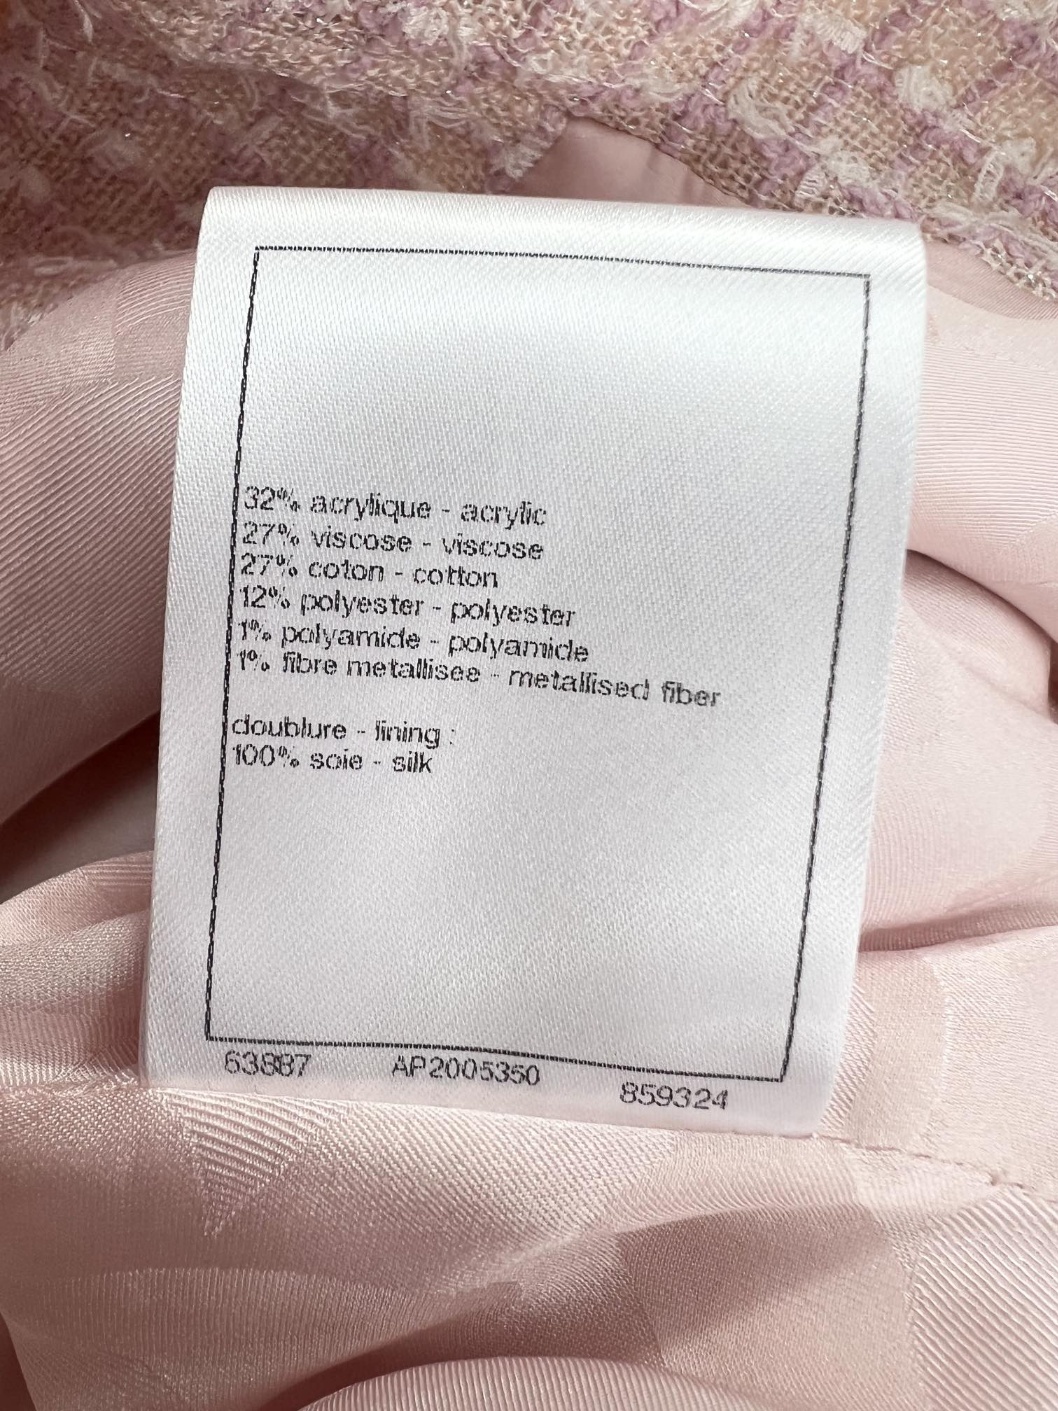 32% acrylique - acrylic
27% viscose - viscose
27% coton - cotton
12% polyester - polyester
1% polyamide - polyamide
1% fibre metallisee - metallised fiber
doublure - lining :
100% soie - silk
63887 AP2005350 859324